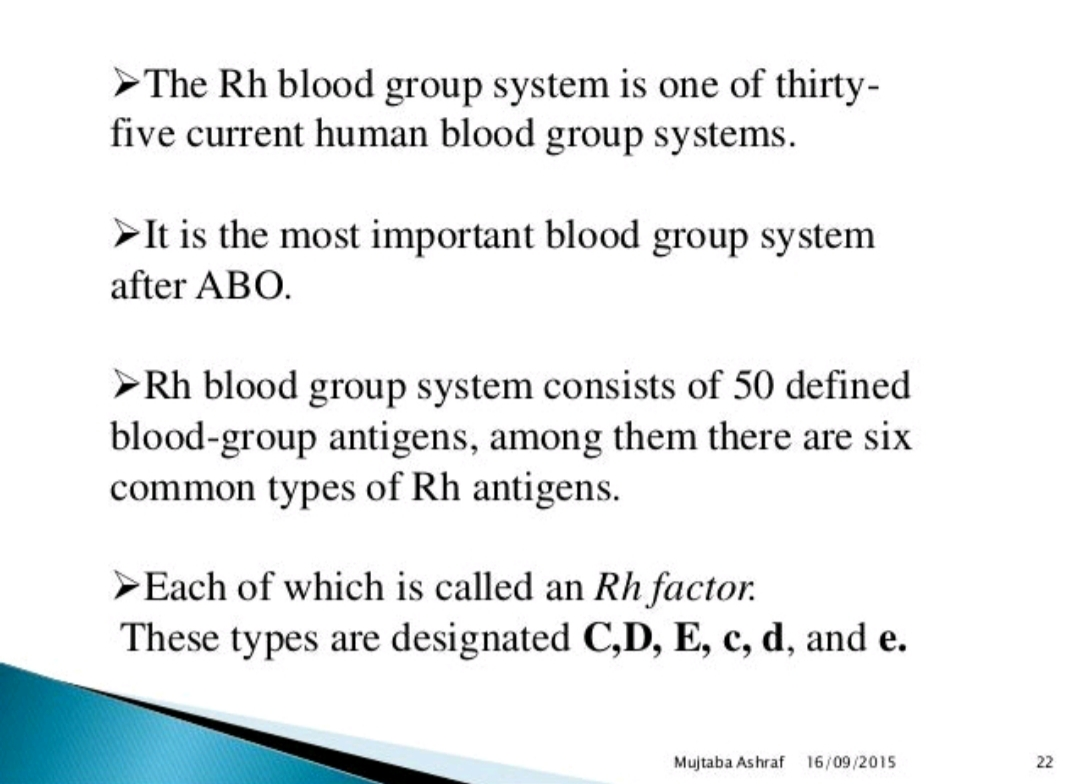 ➢The Rh blood group system is one of thirty-
five current human blood group systems.
➢It is the most important blood group system
after ABO.
➢Rh blood group system consists of 50 defined
blood-group antigens, among them there are six
common types of Rh antigens.
➢Each of which is called an Rh factor.
These types are designated C,D, E, c, d, and e.
Mujtaba Ashraf 16/09/2015 22